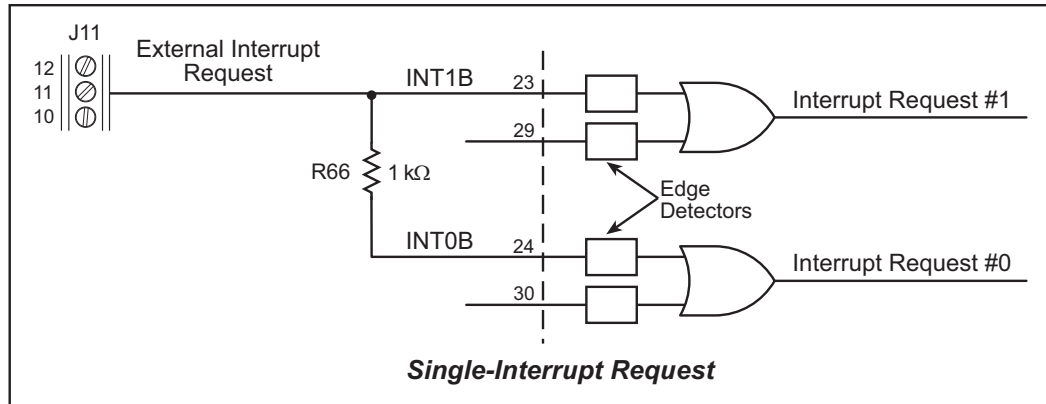 J11
12
11
10
External Interrupt
Request
INT1B
23
29
Interrupt Request #1
R66
1 kΩ
Edge
Detectors
INT0B
24
30
Interrupt Request #0
Single-Interrupt Request